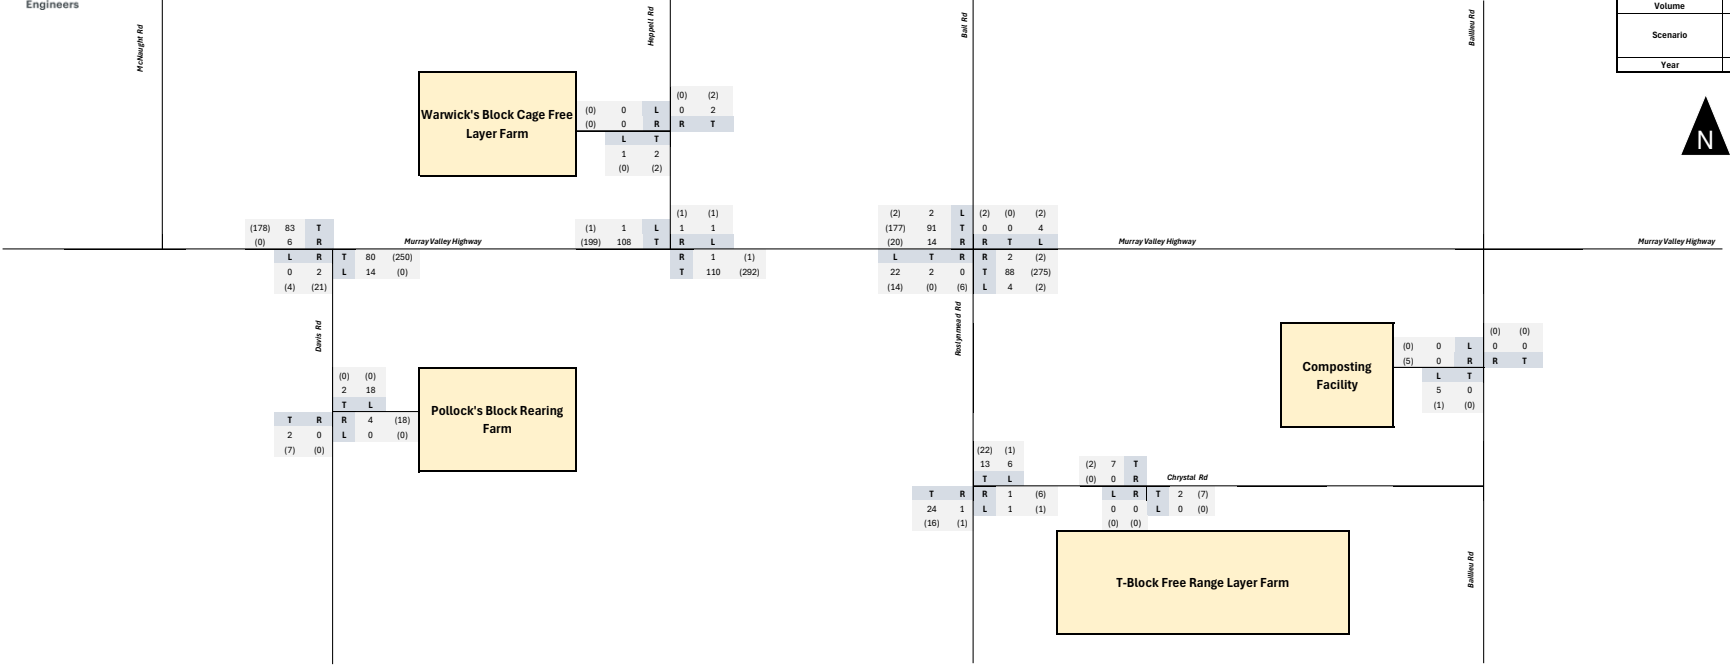 Engineers
Volume
Scenario
Year
N
McNaught Rd
Heppell Rd
Ball Rd
Baillieu Rd
Warwick's Block Cage Free
Layer Farm
(0) (2)
(0) 0 L 0 2
(0) 0 R R T
L T
1 2
(0) (2)
(178) 83 T
(0) 6 R
L R T 80 (250)
0 2 L 14 (0)
(4) (21)
Murray Valley Highway
(1) (1)
(1) 1 L 1 1
(199) 108 T R L
R 1 (1)
T 110 (292)
(2) 2 L (2) (0) (2)
(177) 91 T 0 0 4
(20) 14 R R T L
L T R R 2 (2)
22 2 0 T 88 (275)
(14) (0) (6) L 4 (2)
Murray Valley Highway
Murray Valley Highway
Davis Rd
Roslynmead Rd
(0) (0)
2 18
T L
T R R 4 (18)
2 0 L 0 (0)
(7) (0)
Pollock's Block Rearing
Farm
Composting
Facility
(0) (0)
(0) 0 L 0 0
(5) 0 R R T
L T
5 0
(1) (0)
(22) (1)
13 6
T L
T R R 1 (6)
24 1 L 1 (1)
(16) (1)
(2) 7 T
(0) 0 R
L R T 2 (7)
0 0 L 0 (0)
(0) (0)
Chrystal Rd
T-Block Free Range Layer Farm
Baillieu Rd